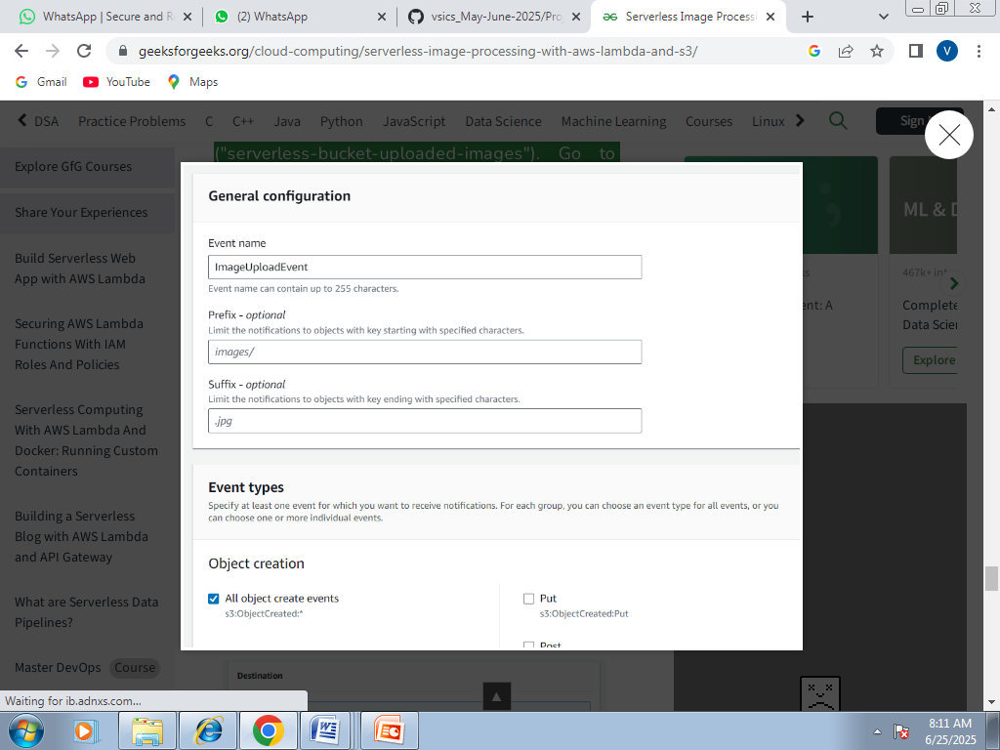 WhatsApp | Secure and R
(2) WhatsApp
vsics_May-June-2025/Pro
Serverless Image Process
geeksforgeeks.org/cloud-computing/serverless-image-processing-with-aws-lambda-and-s3/
V
Gmail
YouTube
Maps
DSA
Practice Problems
C
C++
Java
Python
JavaScript
Data Science
Machine Learning
Courses
Linux
Sign
("serverless-bucket-uploaded-images"). Go to
Explore GfG Courses
Share Your Experiences
Build Serverless Web
App with AWS Lambda
Securing AWS Lambda
Functions With IAM
Roles And Policies
Serverless Computing
With AWS Lambda And
Docker: Running Custom
Containers
Building a Serverless
Blog with AWS Lambda
and API Gateway
What are Serverless Data
Pipelines?
Master DevOps
Course
General configuration
Event name
ImageUploadEvent
Event name can contain up to 255 characters.
Prefix - optional
Limit the notifications to objects with key starting with specified characters.
images/
Suffix - optional
Limit the notifications to objects with key ending with specified characters.
.jpg
Event types
Specify at least one event for which you want to receive notifications. For each group, you can choose an event type for all events, or you
can choose one or more individual events.
Object creation
All object create events
s3:ObjectCreated:*
Put
s3:ObjectCreated:Put
Post
Destination
ML & D
467k+ in
ent: A
Complete
Data Scie
Explore
Waiting for ib.adnxs.com...
8:11 AM
6/25/2025